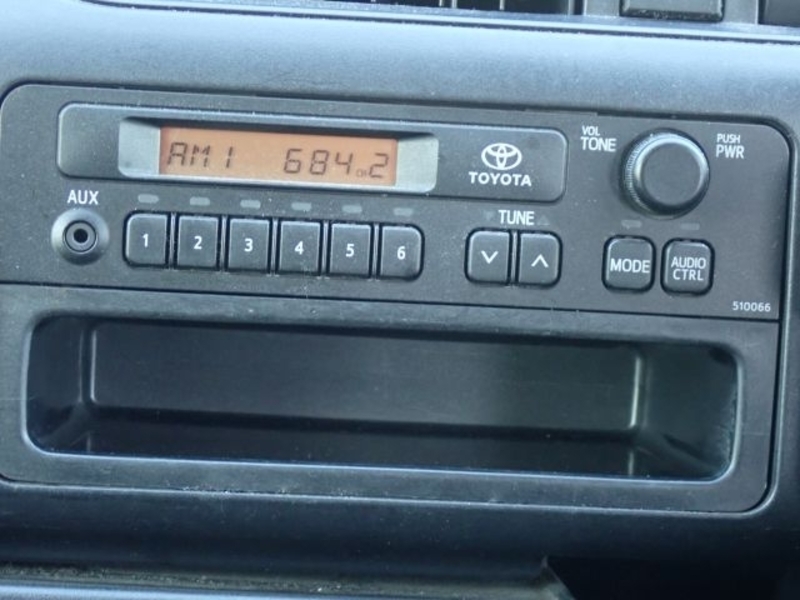 AM1 684 CH 2
TOYOTA
VOL
TONE
PUSH
PWR
AUX
1 2 3 4 5 6
TUNE
MODE
AUDIO
CTRL
510066